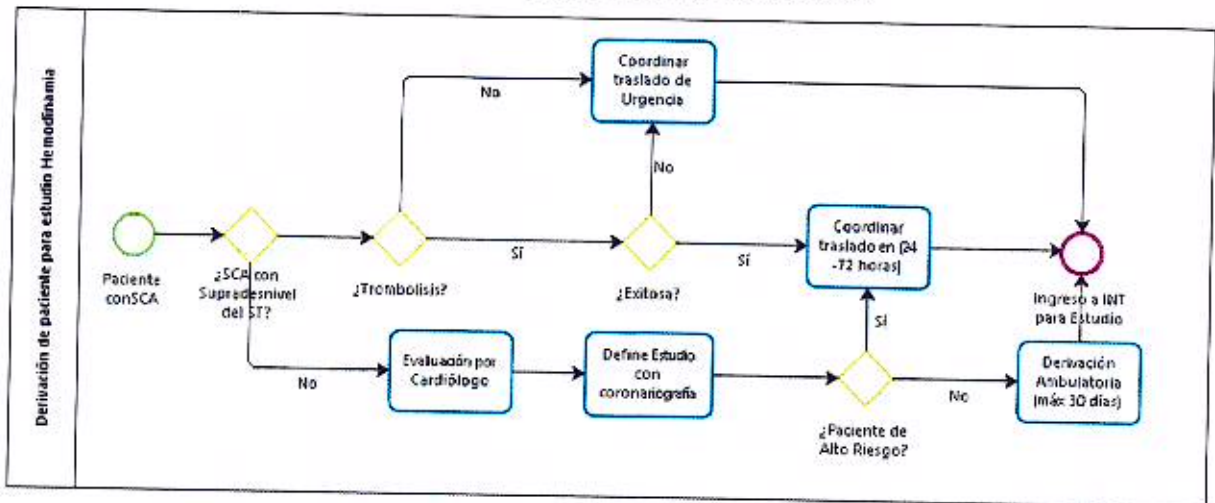 Derivación de paciente para estudio Hemodinamia
Coordinar
traslado de
Urgencia
No
No
Paciente
conSCA
¿SCA con
Supradesnivel
del ST?
¿Trombolisis?
Sí
¿Exitosa?
Sí
Coordinar
traslado en (24
-72 horas)
Ingreso a INT
para Estudio
Sí
No
Evaluación por
Cardiólogo
Define Estudio
con
coronariografía
¿Paciente de
Alto Riesgo?
No
Derivación
Ambulatoria
(máx 30 días)